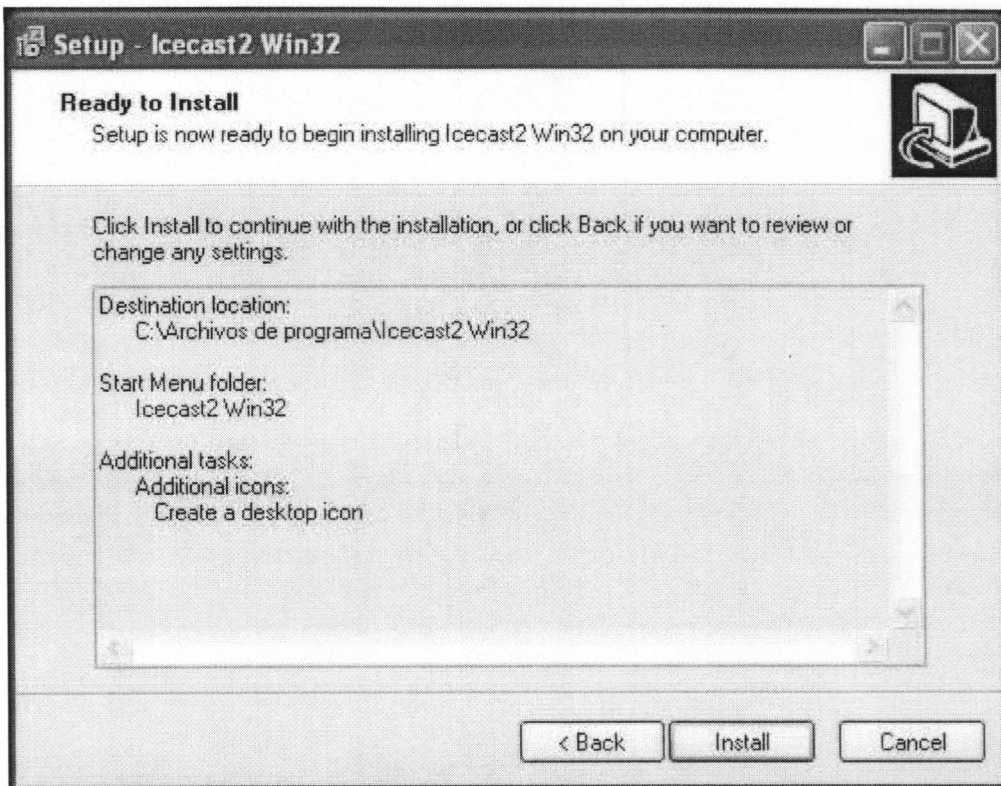 Setup - Icecast2 Win32
Ready to Install
Setup is now ready to begin installing Icecast2 Win32 on your computer.
Click Install to continue with the installation, or click Back if you want to review or
change any settings.
Destination location:
C:\Archivos de programa\Icecast2 Win32
Start Menu folder:
Icecast2 Win32
Additional tasks:
Additional icons:
Create a desktop icon
< Back
Install
Cancel